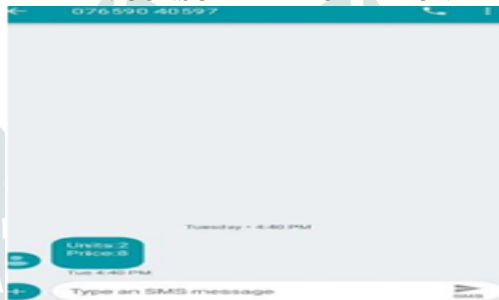 076590 40597
Tuesday • 4:40 PM
Units:2
Price:8
Tue 4:40 PM
Type an SMS message
SMS